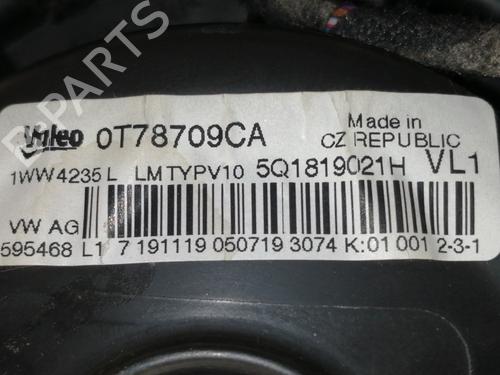 Valeo 0T78709CA
Made in
CZ REPUBLIC
1WW4235L LMTYPV10 5Q1819021H VL1
VW AG
595468 L1 7 191119 050719 3074 K:01 001 2-3-1
B-PARTS